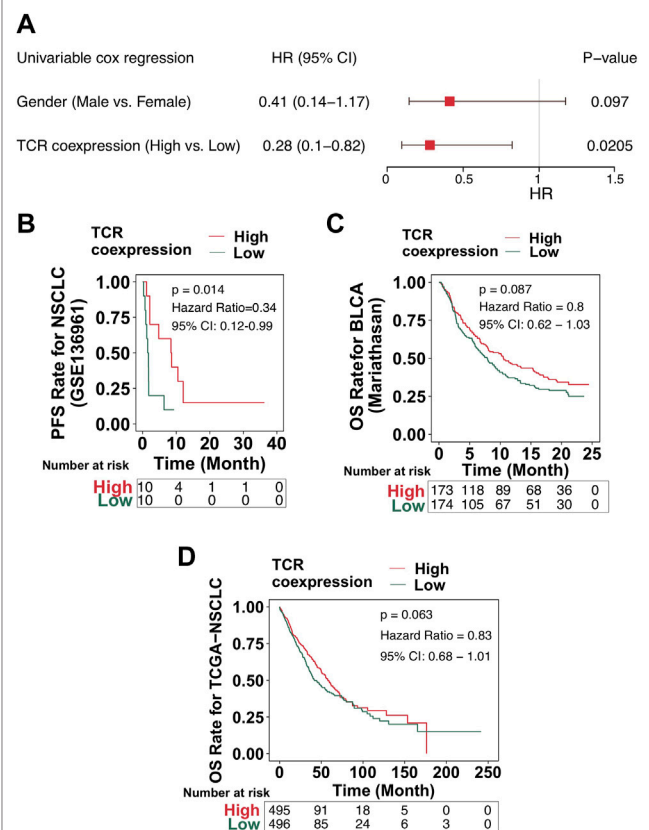 A
Univariable cox regression HR (95% CI) P-value
Gender (Male vs. Female) 0.41 (0.14-1.17) 0.097
TCR coexpression (High vs. Low) 0.28 (0.1-0.82) 0.0205
0 0.5 1 1.5
HR
B
TCR coexpression
High
Low
PFS Rate for NSCLC
(GSE136961)
1.00
0.75
0.50
0.25
0.00
p = 0.014
Hazard Ratio=0.34
95% CI: 0.12-0.99
0 10 20 30 40
Time (Month)
Number at risk
High 10 4 1 1 0
Low 10 0 0 0 0
C
TCR
coexpression
High
Low
OS Ratefor BLCA
(Mariathasan)
1.00
0.75
0.50
0.25
0.00
p = 0.087
Hazard Ratio = 0.8
95% CI: 0.62 – 1.03
0 5 10 15 20 25
Time (Month)
Number at risk
High 173 118 89 68 36 0
Low 174 105 67 51 30 0
D
TCR
coexpression
High
Low
OS Rate for TCGA-NSCLC
1.00
0.75
0.50
0.25
0.00
p = 0.063
Hazard Ratio = 0.83
95% CI: 0.68 – 1.01
0 50 100 150 200 250
Time (Month)
Number at risk
High 495 91 18 5 0 0
Low 496 85 24 6 3 0